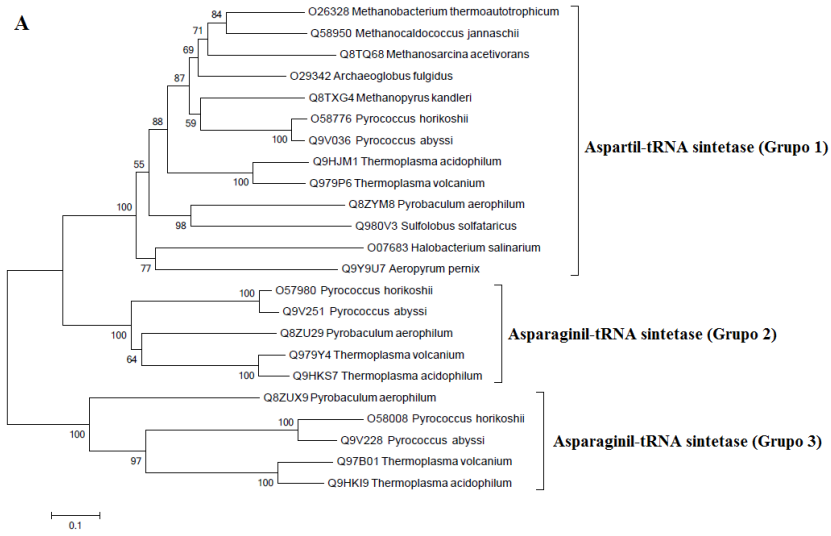 A
84
O26328 Methanobacterium thermoautotrophicum
71
Q58950 Methanocaldococcus jannaschii
69
Q8TQ68 Methanosarcina acetivorans
87
O29342 Archaeoglobus fulgidus
Q8TXG4 Methanopyrus kandleri
88
59
O58776 Pyrococcus horikoshii
100
Q9V036 Pyrococcus abyssi
Aspartil-tRNA sintetase (Grupo 1)
55
Q9HJM1 Thermoplasma acidophilum
100
Q979P6 Thermoplasma volcanium
100
Q8ZYM8 Pyrobaculum aerophilum
98
Q980V3 Sulfolobus solfataricus
O07683 Halobacterium salinarium
77
Q9Y9U7 Aeropyrum pernix
100
O57980 Pyrococcus horikoshii
Q9V251 Pyrococcus abyssi
100
Q8ZU29 Pyrobaculum aerophilum
Asparaginil-tRNA sintetase (Grupo 2)
64
Q979Y4 Thermoplasma volcanium
100
Q9HKS7 Thermoplasma acidophilum
Q8ZUX9 Pyrobaculum aerophilum
100
100
O58008 Pyrococcus horikoshii
Q9V228 Pyrococcus abyssi
Asparaginil-tRNA sintetase (Grupo 3)
97
Q97B01 Thermoplasma volcanium
100
Q9HKI9 Thermoplasma acidophilum
0.1